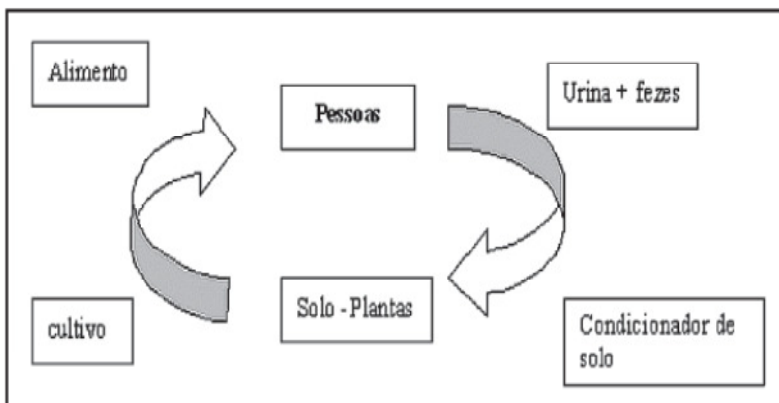 Alimento
Pessoas
Urina + fezes
cultivo
Solo - Plantas
Condicionador de
solo